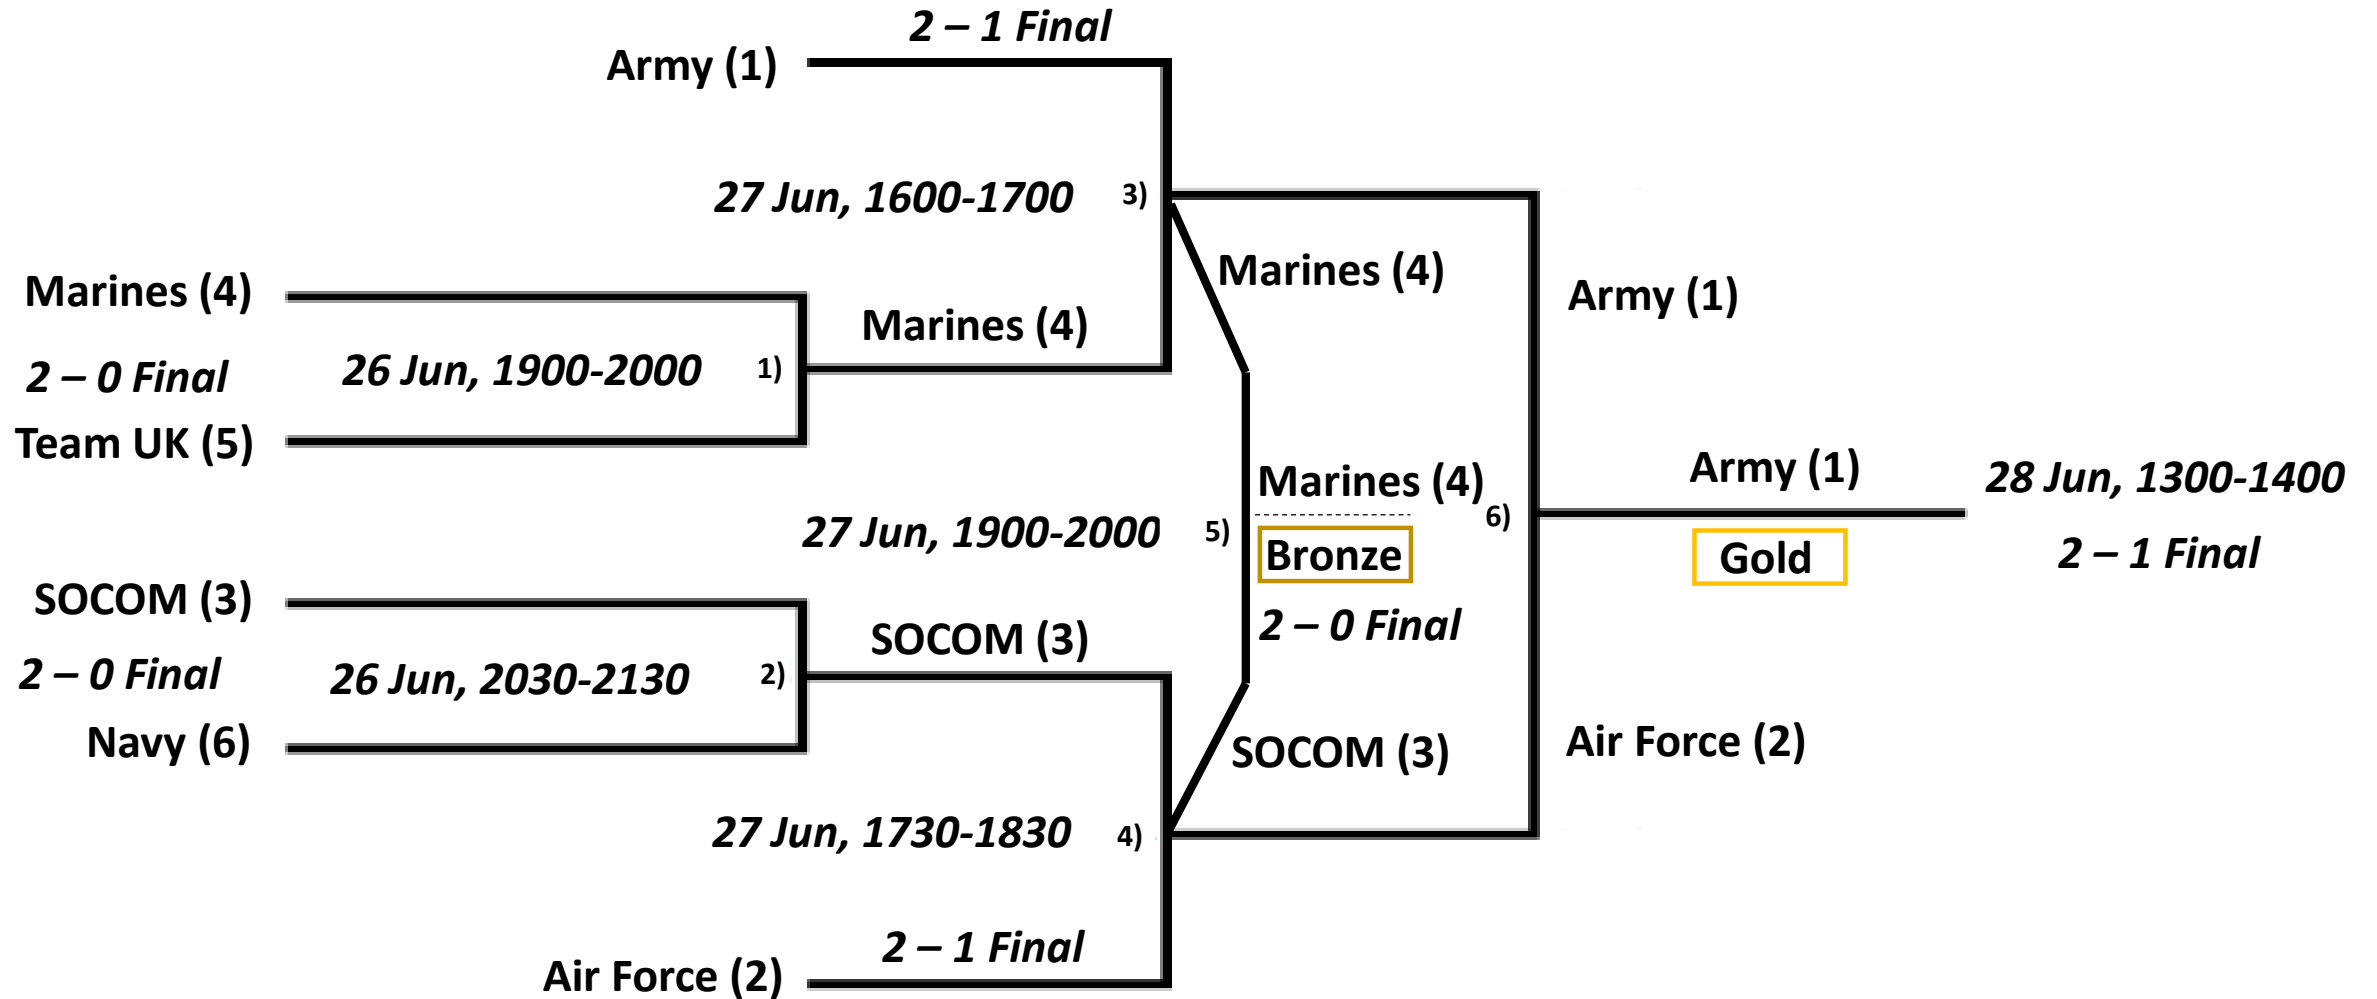 2 – 1 Final
Army (1)
27 Jun, 1600-1700
3)
Marines (4)
Marines (4)
Army (1)
Marines (4)
2 – 0 Final
26 Jun, 1900-2000
1)
Team UK (5)
Marines (4)
Army (1)
28 Jun, 1300-1400
27 Jun, 1900-2000
5)
6)
Bronze
Gold
2 – 1 Final
SOCOM (3)
SOCOM (3)
2 – 0 Final
2 – 0 Final
26 Jun, 2030-2130
2)
Navy (6)
SOCOM (3)
Air Force (2)
27 Jun, 1730-1830
4)
2 – 1 Final
Air Force (2)